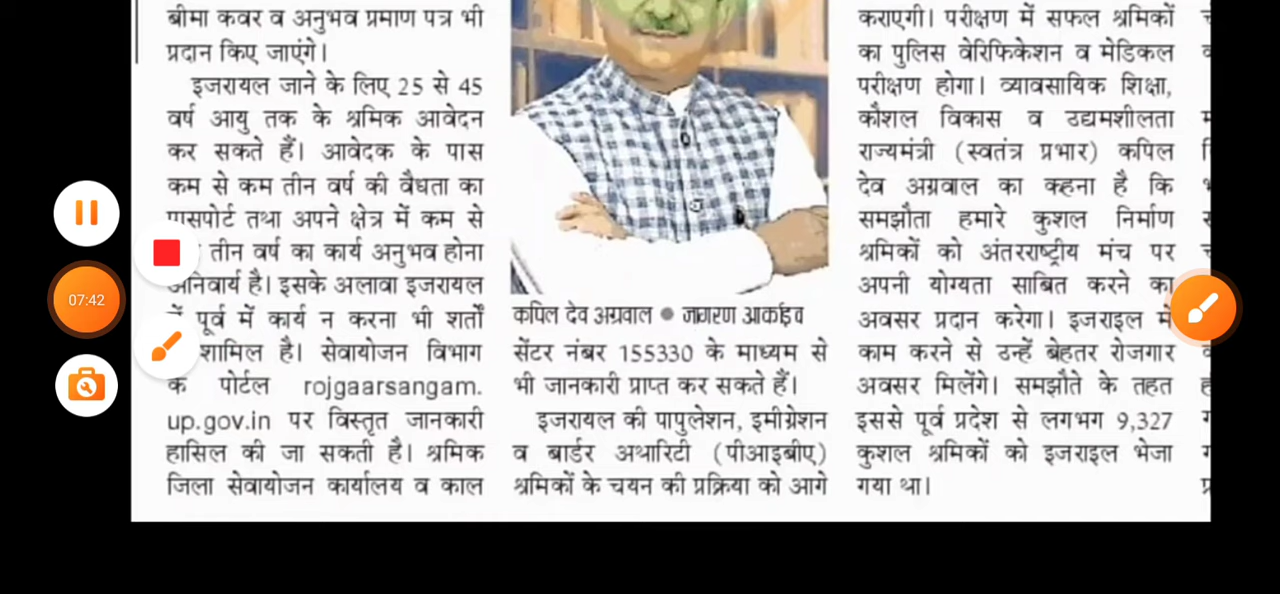 बीमा कवर व अनुभव प्रमाण पत्र भी
प्रदान किए जाएंगे।
इजरायल जाने के लिए 25 से 45
वर्ष आयु तक के श्रमिक आवेदन
कर सकते हैं। आवेदक के पास
कम से कम तीन वर्ष की वैधता का
पासपोर्ट तथा अपने क्षेत्र में कम से
तीन वर्ष का कार्य अनुभव होना
अनिवार्य है। इसके अलावा इजरायल
में पूर्व में कार्य न करना भी शर्तों
शामिल है। सेवायोजन विभाग
के पोर्टल rojgaarsangam.
up.gov.in पर विस्तृत जानकारी
हासिल की जा सकती है। श्रमिक
जिला सेवायोजन कार्यालय व काल
कपिल देव अग्रवाल ● जागरण आर्काइव
सेंटर नंबर 155330 के माध्यम से
भी जानकारी प्राप्त कर सकते हैं।
इजरायल की पापुलेशन, इमीग्रेशन
व बार्डर अथारिटी (पीआइबीए)
श्रमिकों के चयन की प्रक्रिया को आगे
कराएगी। परीक्षण में सफल श्रमिकों
का पुलिस वेरिफिकेशन व मेडिकल
परीक्षण होगा। व्यावसायिक शिक्षा,
कौशल विकास व उद्यमशीलता
राज्यमंत्री (स्वतंत्र प्रभार) कपिल
देव अग्रवाल का कहना है कि
समझौता हमारे कुशल निर्माण
श्रमिकों को अंतरराष्ट्रीय मंच पर
अपनी योग्यता साबित करने का
अवसर प्रदान करेगा। इजराइल में
काम करने से उन्हें बेहतर रोजगार
अवसर मिलेंगे। समझौते के तहत
इससे पूर्व प्रदेश से लगभग 9,327
कुशल श्रमिकों को इजराइल भेजा
गया था।
07:42